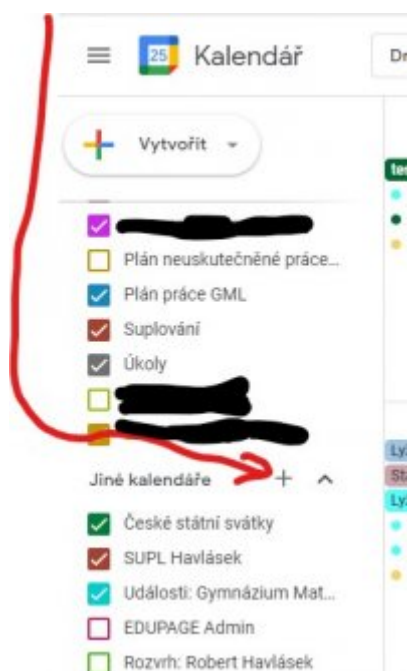 25 Kalendář
Vytvořit
Plán neuskutečněné práce...
Plán práce GML
Suplování
Úkoly
Jiné kalendáře
České státní svátky
SUPL Havlásek
Události: Gymnázium Mat...
EDUPAGE Admin
Rozvrh: Robert Havlásek